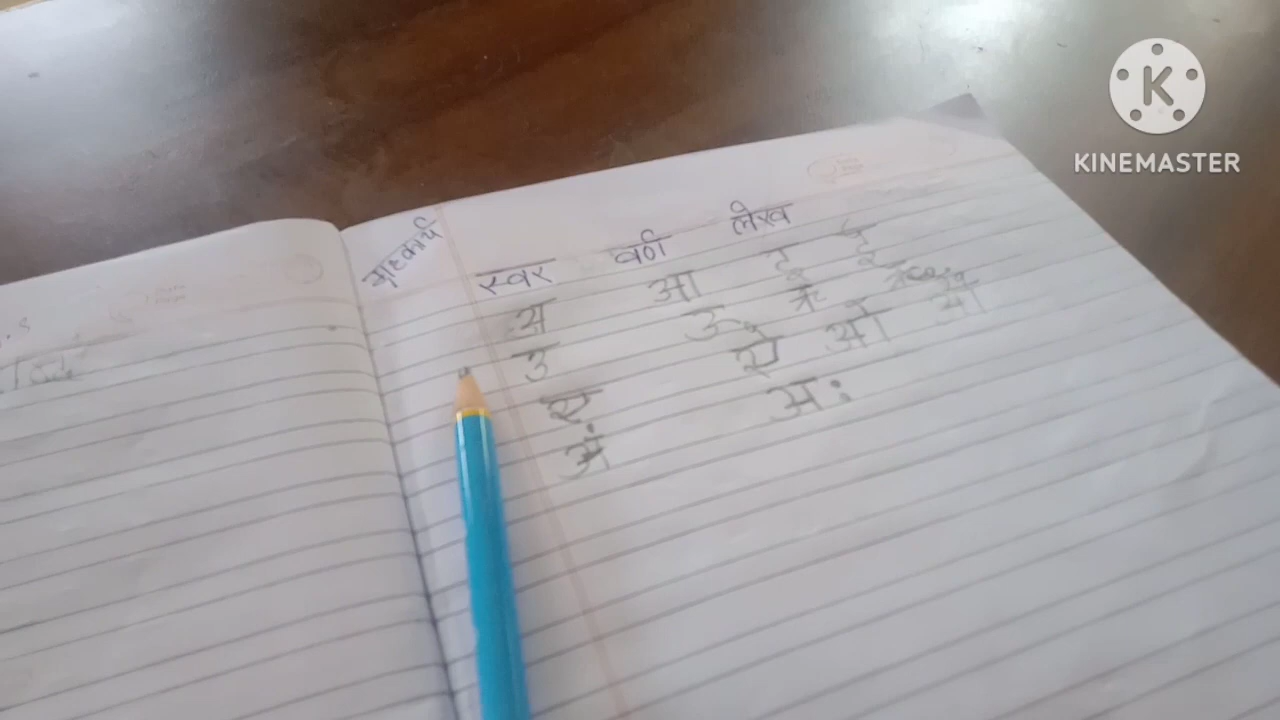 गृहकार्य
स्वर वर्ण लेख
अ आ इ ई
उ ऊ ऋ
ए ऐ ओ औ
अं अः
KINEMASTER